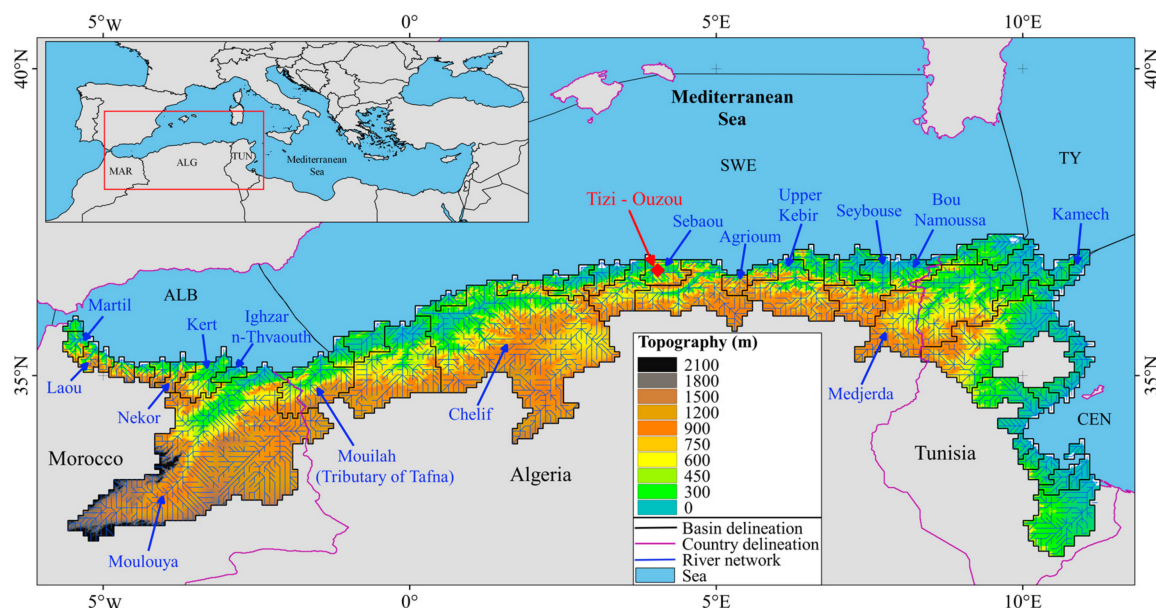 5°W
0°
5°E
10°E
40°N
40°N
MAR
ALG
TUN
Mediterranean
Sea
Mediterranean
Sea
SWE
TY
Tizi - Ouzou
Sebaou
Agrioum
Upper
Kebir
Seybouse
Bou
Namoussa
Kamech
ALB
Martil
Kert
Ighzar
n-Thvaouth
35°N
35°N
Laou
Nekor
Chelif
Medjerda
CEN
Morocco
Mouilah
(Tributary of Tafna)
Algeria
Tunisia
Moulouya
Topography (m)
2100
1800
1500
1200
900
750
600
450
300
0
Basin delineation
Country delineation
River network
Sea
5°W
0°
5°E
10°E